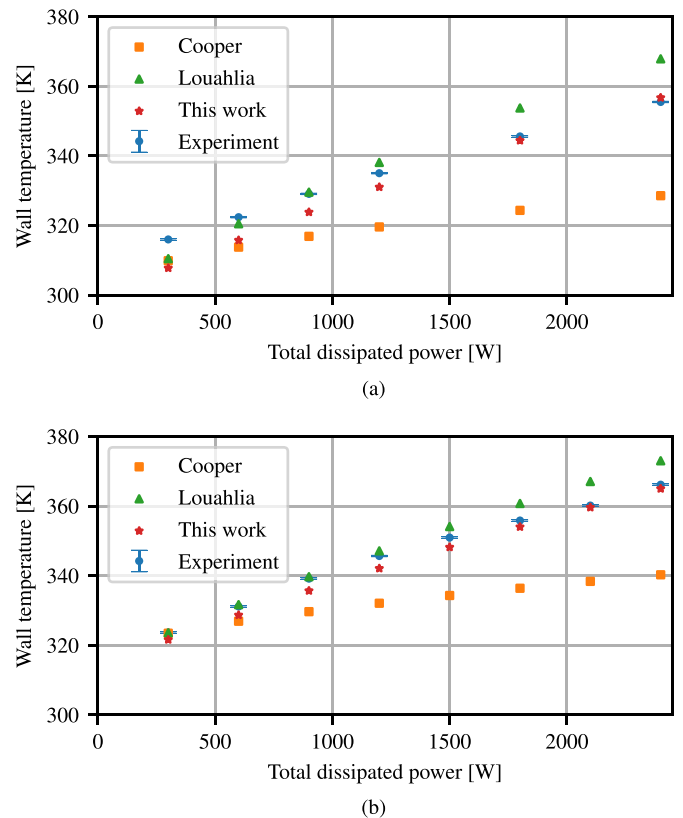 380
360
340
320
300
Wall temperature [K]
Cooper
Louahlia
This work
Experiment
0
500
1000
1500
2000
Total dissipated power [W]
(a)
380
360
340
320
300
Wall temperature [K]
Cooper
Louahlia
This work
Experiment
0
500
1000
1500
2000
Total dissipated power [W]
(b)